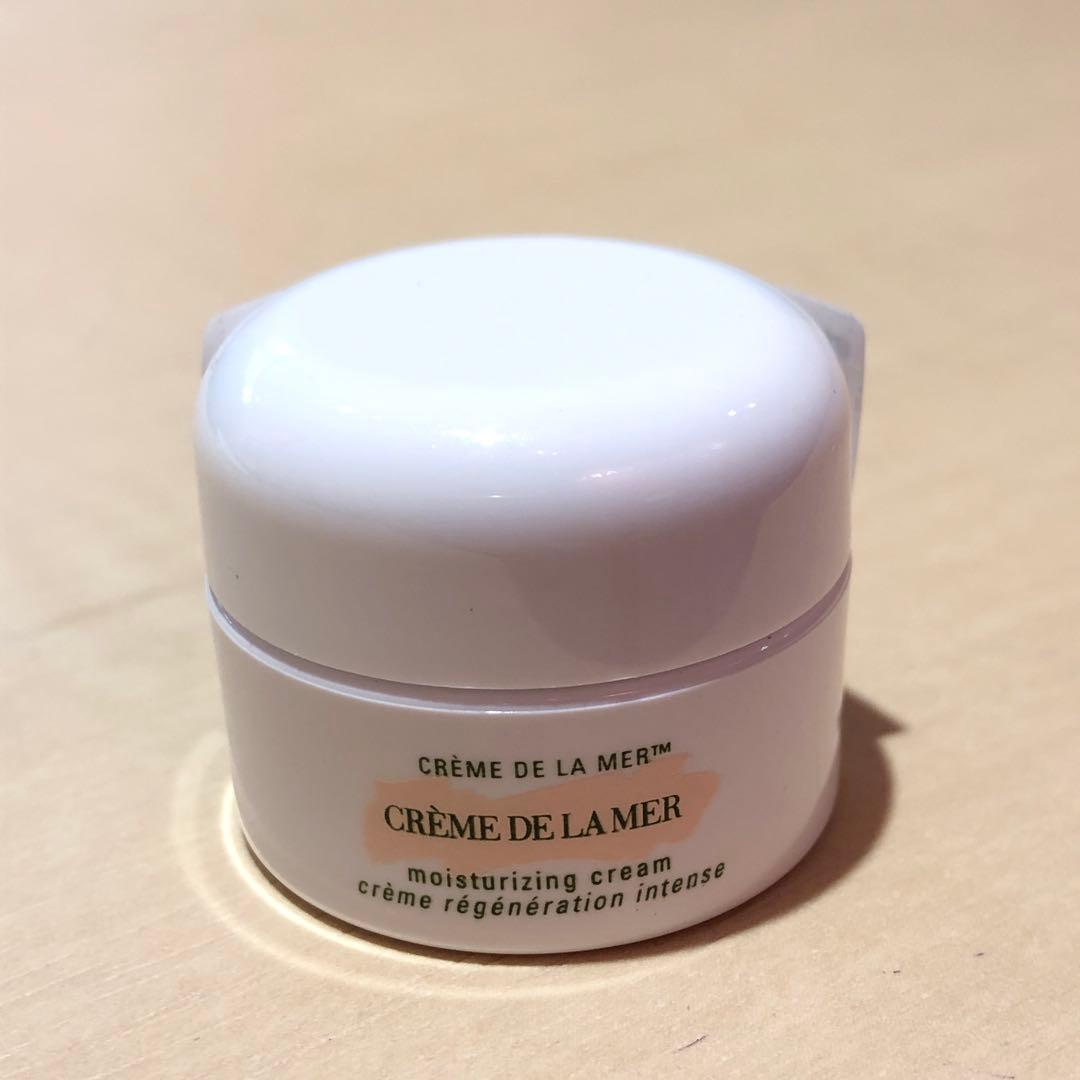 CRÈME DE LA MER™
CRÈME DE LA MER
moisturizing cream
crème régénération intense